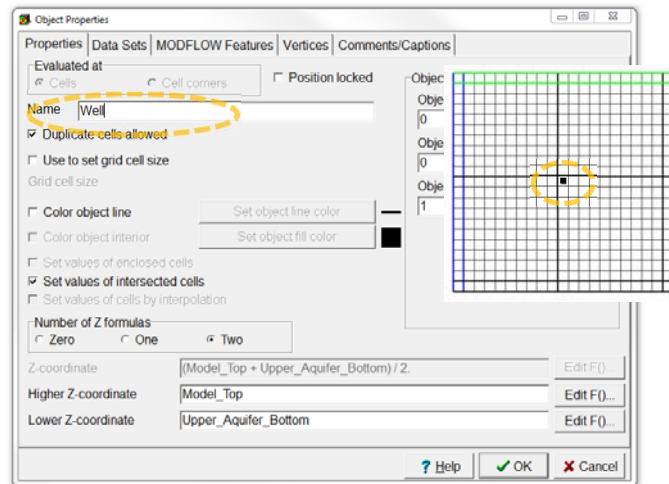 Object Properties
Properties Data Sets MODFLOW Features Vertices Comments/Captions
Evaluated at
Cells Cell corners
Position locked
Objec
Name Well
Obje
0
Duplicate cells allowed
Obje
0
Use to set grid cell size
Grid cell size
Obje
1
Color object line Set object line color
Color object interior Set object fill color
Set values of enclosed cells
Set values of intersected cells
Set values of cells by interpolation
Number of Z formulas
Zero One Two
Z-coordinate (Model_Top + Upper_Aquifer_Bottom) / 2. Edit F()...
Higher Z-coordinate Model_Top Edit F()...
Lower Z-coordinate Upper_Aquifer_Bottom Edit F()...
? Help OK Cancel